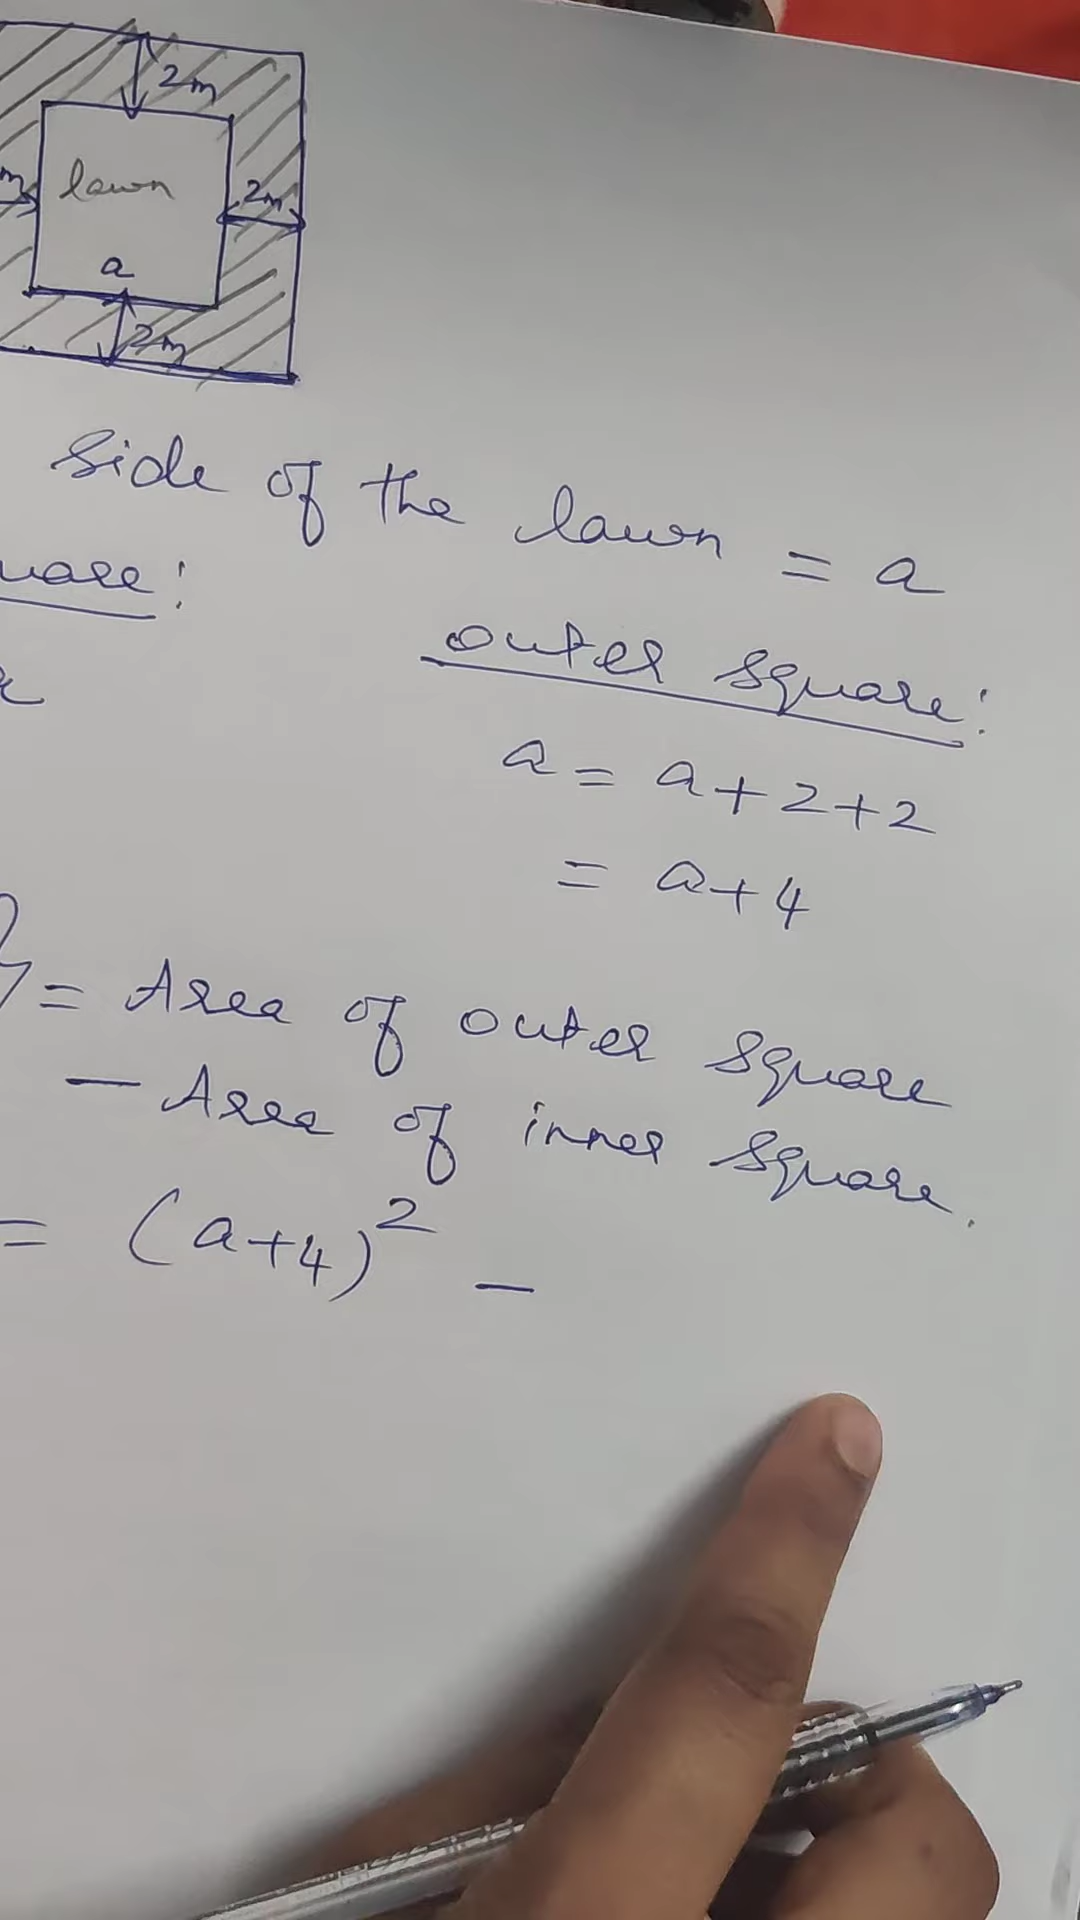 2m
lawn
2m
a
2m
side of the lawn = a
outer square:
a = a+2+2
= a+4
= Area of outer square
- Area of inner square.
= (a+4)² -